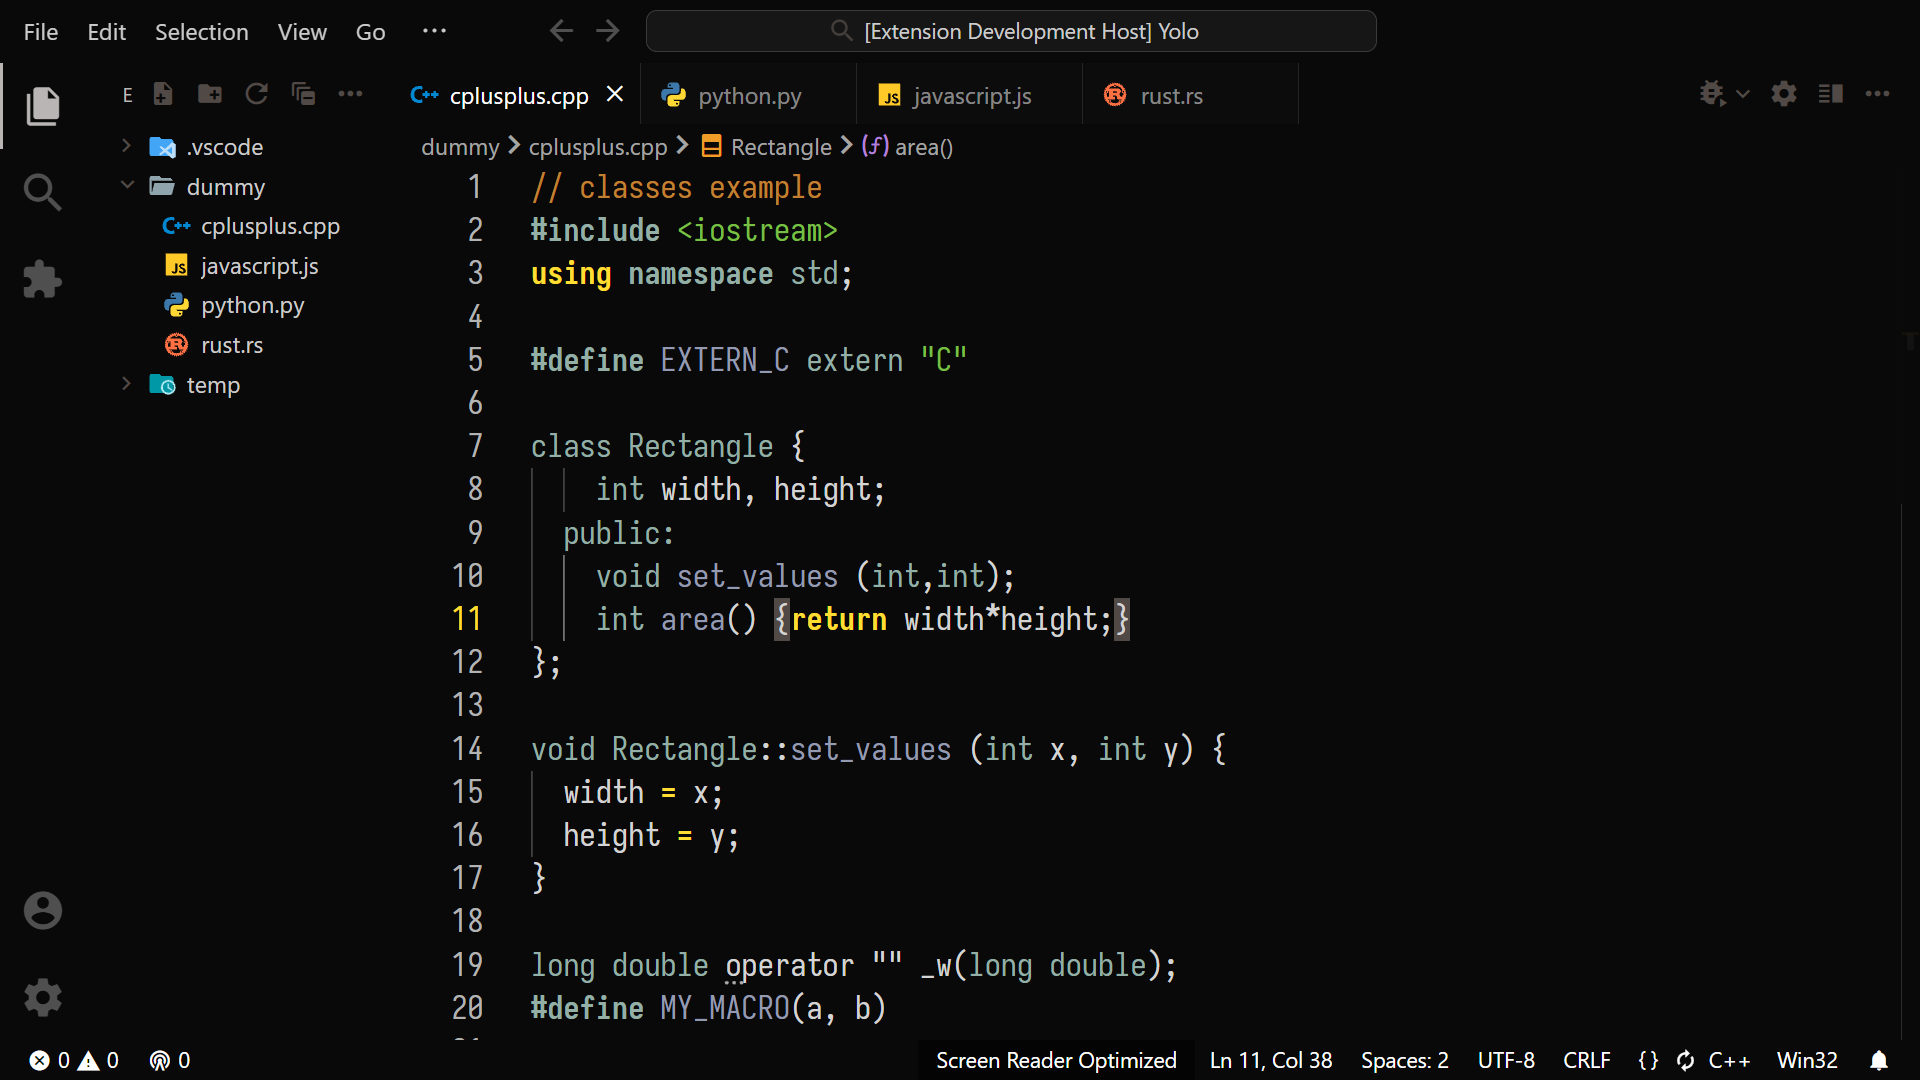 File Edit Selection View Go ···
[Extension Development Host] Yolo
E
cplusplus.cpp
python.py
javascript.js
rust.rs
.vscode
dummy
cplusplus.cpp
javascript.js
python.py
rust.rs
temp
dummy > cplusplus.cpp > Rectangle > area()
1 // classes example
2 #include <iostream>
3 using namespace std;
4
5 #define EXTERN_C extern "C"
6
7 class Rectangle {
8 int width, height;
9 public:
10 void set_values (int,int);
11 int area() {return width*height;}
12 };
13
14 void Rectangle::set_values (int x, int y) {
15 width = x;
16 height = y;
17 }
18
19 long double operator "" _w(long double);
20 #define MY_MACRO(a, b)
0 0 0 Screen Reader Optimized Ln 11, Col 38 Spaces: 2 UTF-8 CRLF {} C++ Win32